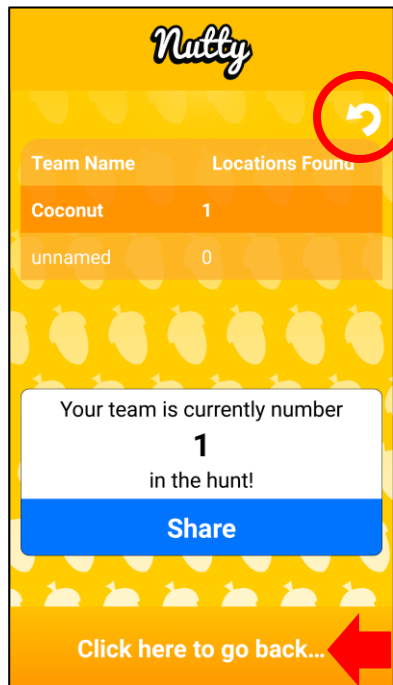 Nutty
Team Name Locations Found
Coconut 1
unnamed 0
Your team is currently number
1
in the hunt!
Share
Click here to go back...